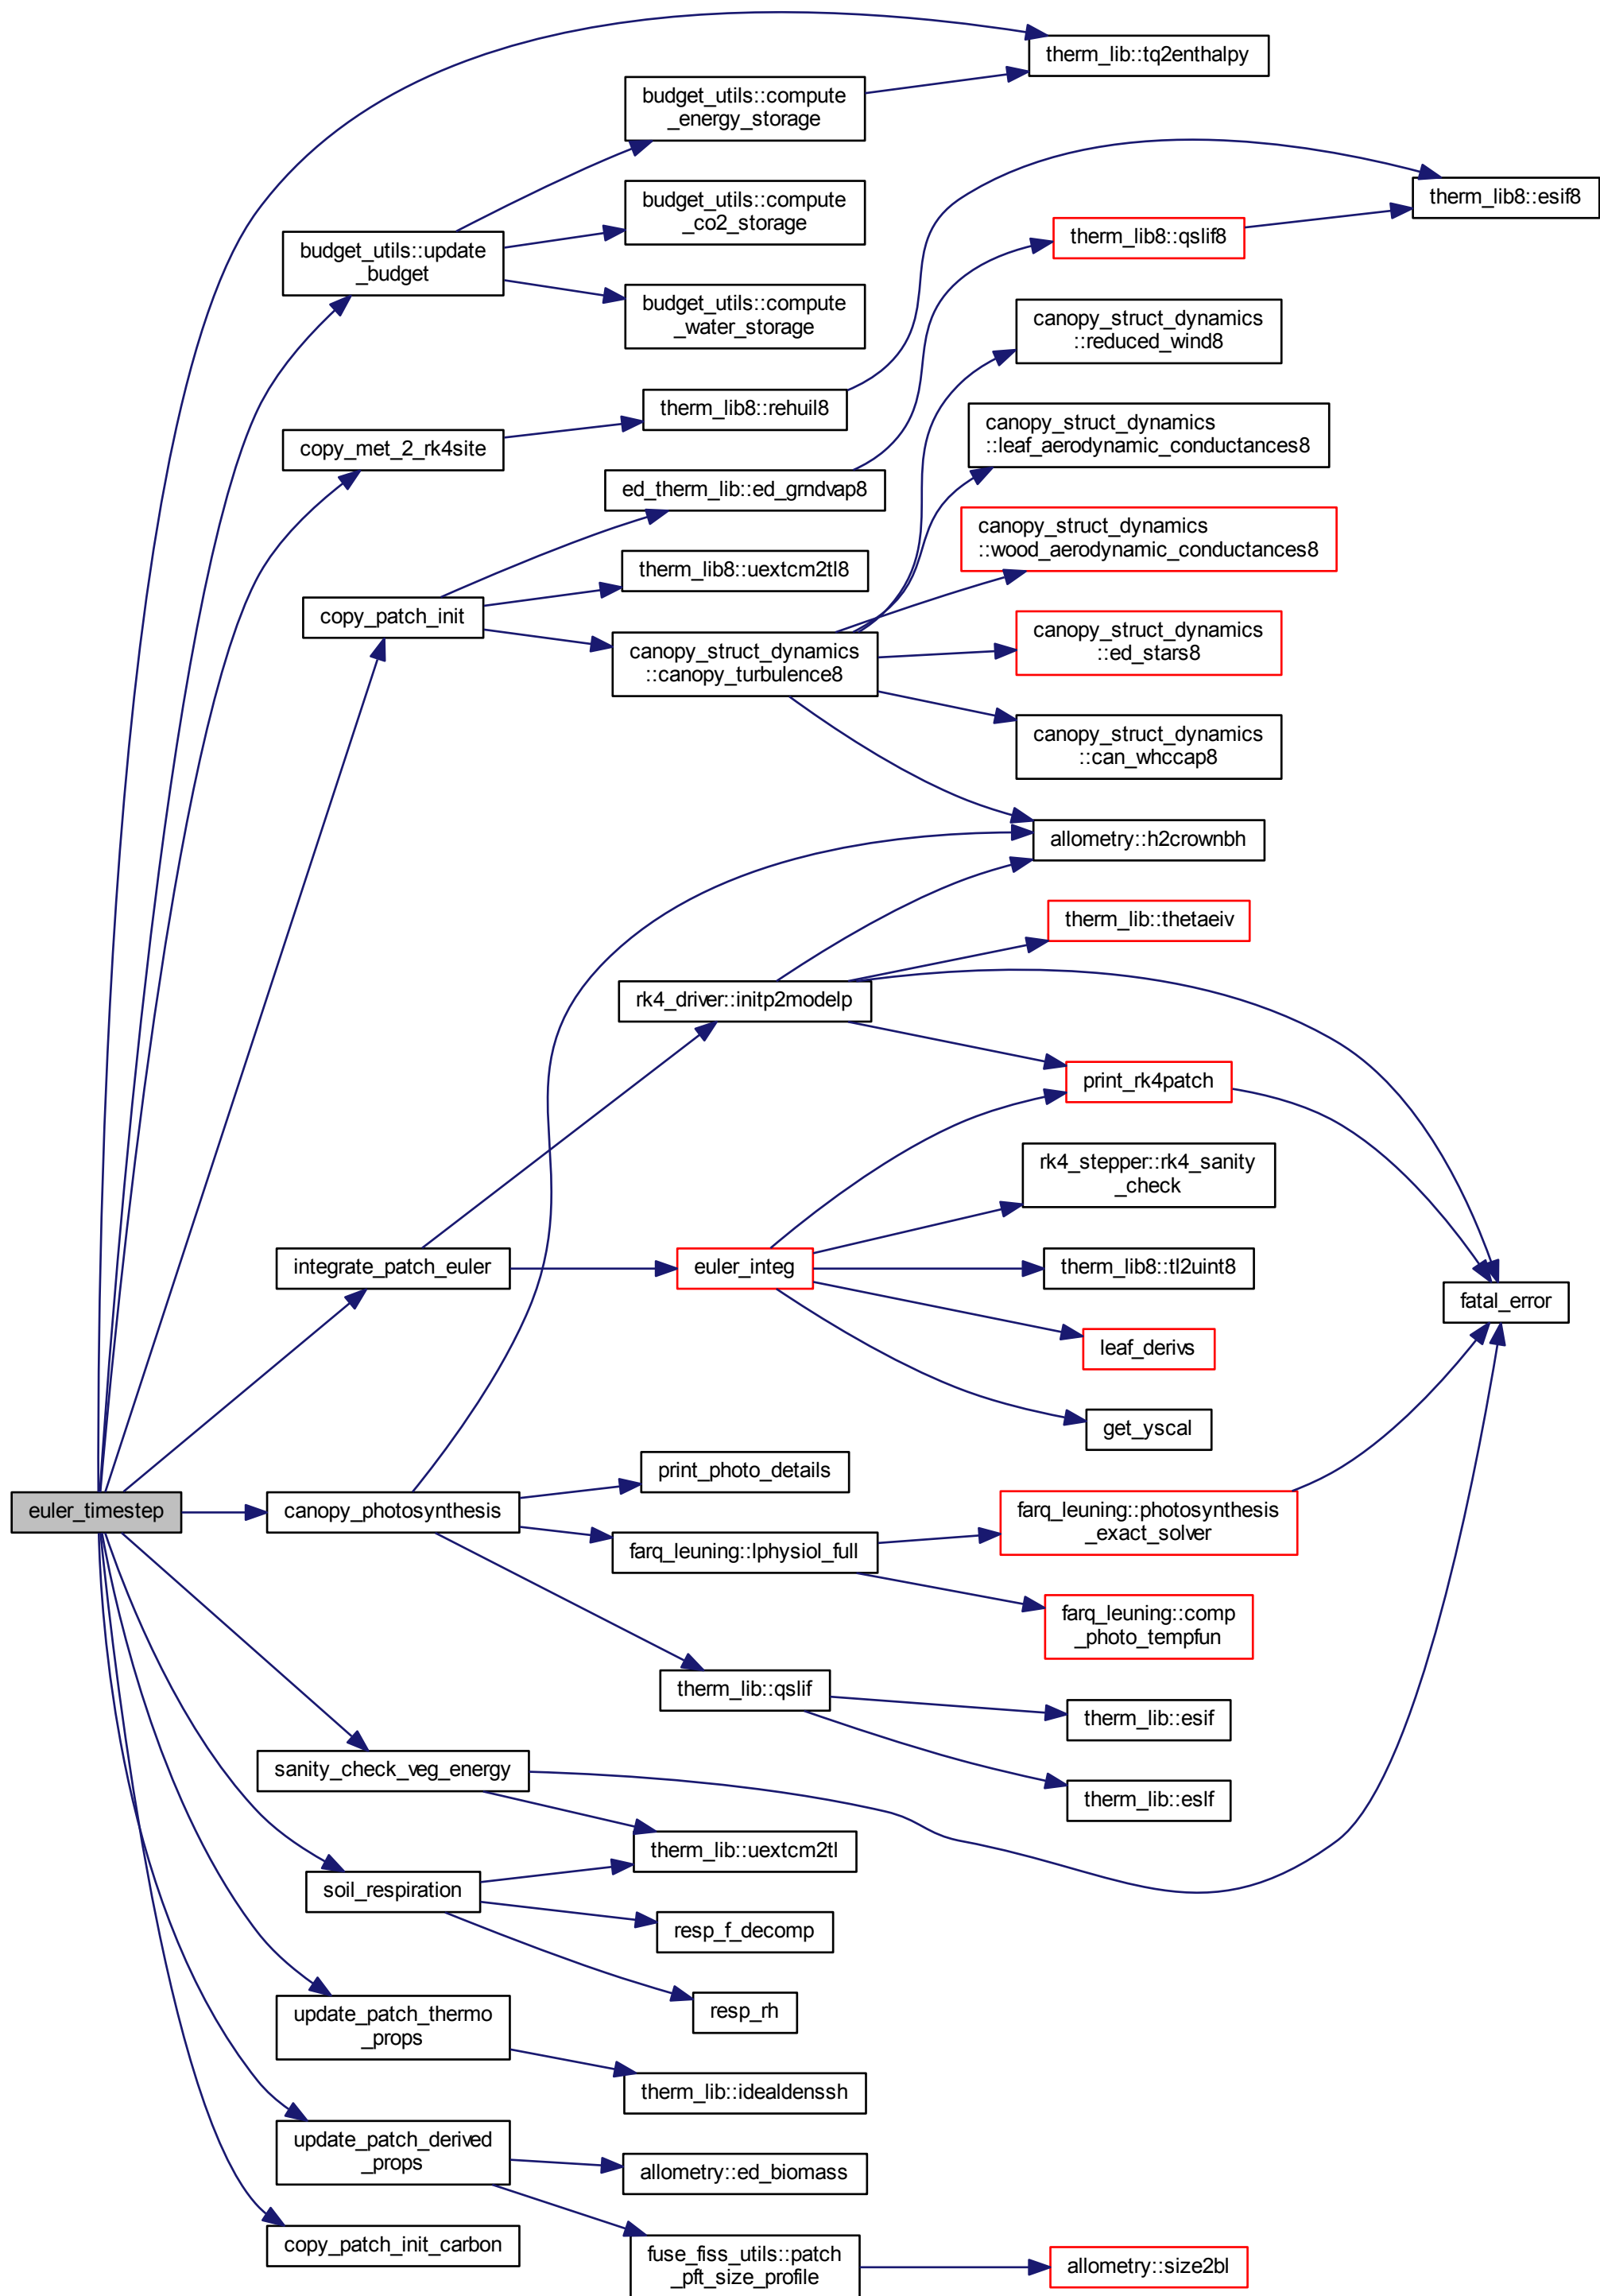 therm_lib::tq2enthalpy
budget_utils::compute
_energy_storage
budget_utils::compute
_co2_storage
therm_lib8::esif8
therm_lib8::qslif8
budget_utils::update
_budget
budget_utils::compute
_water_storage
canopy_struct_dynamics
::reduced_wind8
therm_lib8::rehuil8
canopy_struct_dynamics
::leaf_aerodynamic_conductances8
copy_met_2_rk4site
ed_therm_lib::ed_grndvap8
canopy_struct_dynamics
::wood_aerodynamic_conductances8
therm_lib8::uextcm2tl8
copy_patch_init
canopy_struct_dynamics
::canopy_turbulence8
canopy_struct_dynamics
::ed_stars8
canopy_struct_dynamics
::can_whccap8
allometry::h2crownbh
therm_lib::thetaeiv
rk4_driver::initp2modelp
print_rk4patch
rk4_stepper::rk4_sanity
_check
integrate_patch_euler
euler_integ
therm_lib8::tl2uint8
fatal_error
leaf_derivs
get_yscal
print_photo_details
euler_timestep
canopy_photosynthesis
farq_leuning::photosynthesis
_exact_solver
farq_leuning::lphysiol_full
farq_leuning::comp
_photo_tempfun
therm_lib::qslif
therm_lib::esif
sanity_check_veg_energy
therm_lib::eslf
therm_lib::uextcm2tl
soil_respiration
resp_f_decomp
resp_rh
update_patch_thermo
_props
therm_lib::idealdenssh
update_patch_derived
_props
allometry::ed_biomass
copy_patch_init_carbon
fuse_fiss_utils::patch
_pft_size_profile
allometry::size2bl